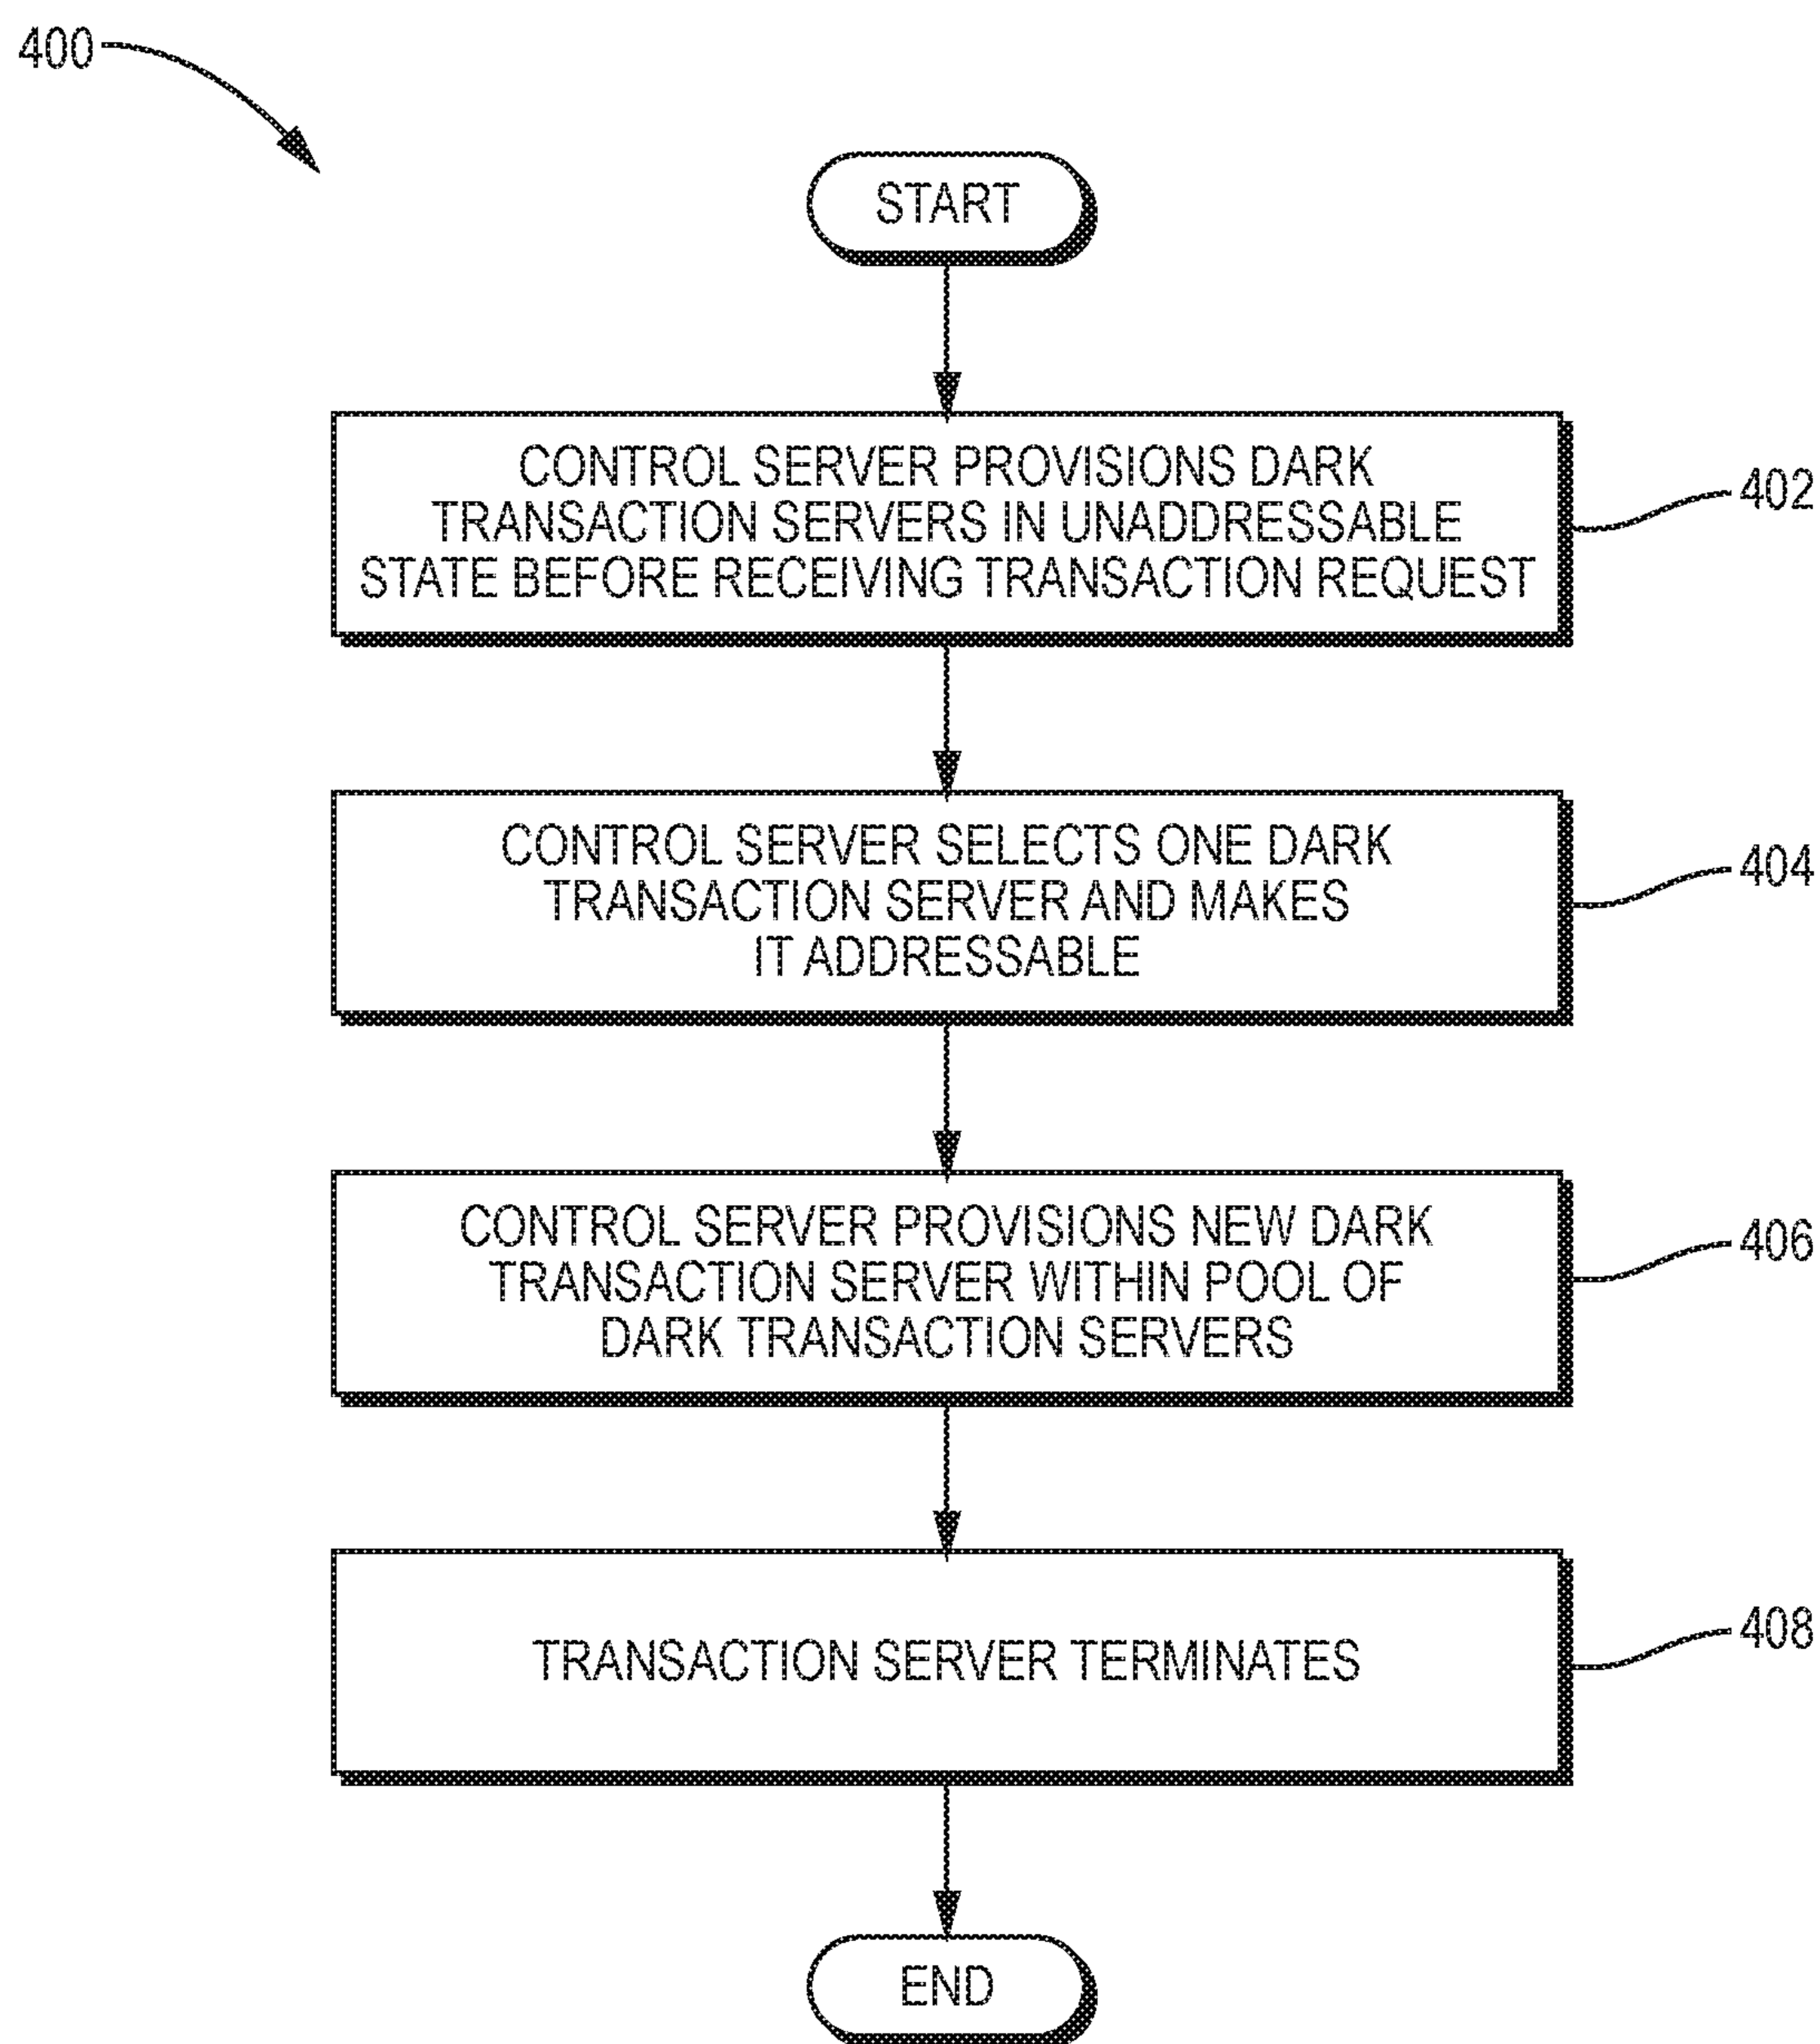 400
START
CONTROL SERVER PROVISIONS DARK
TRANSACTION SERVERS IN UNADDRESSABLE
STATE BEFORE RECEIVING TRANSACTION REQUEST
402
CONTROL SERVER SELECTS ONE DARK
TRANSACTION SERVER AND MAKES
IT ADDRESSABLE
404
CONTROL SERVER PROVISIONS NEW DARK
TRANSACTION SERVER WITHIN POOL OF
DARK TRANSACTION SERVERS
406
TRANSACTION SERVER TERMINATES
408
END